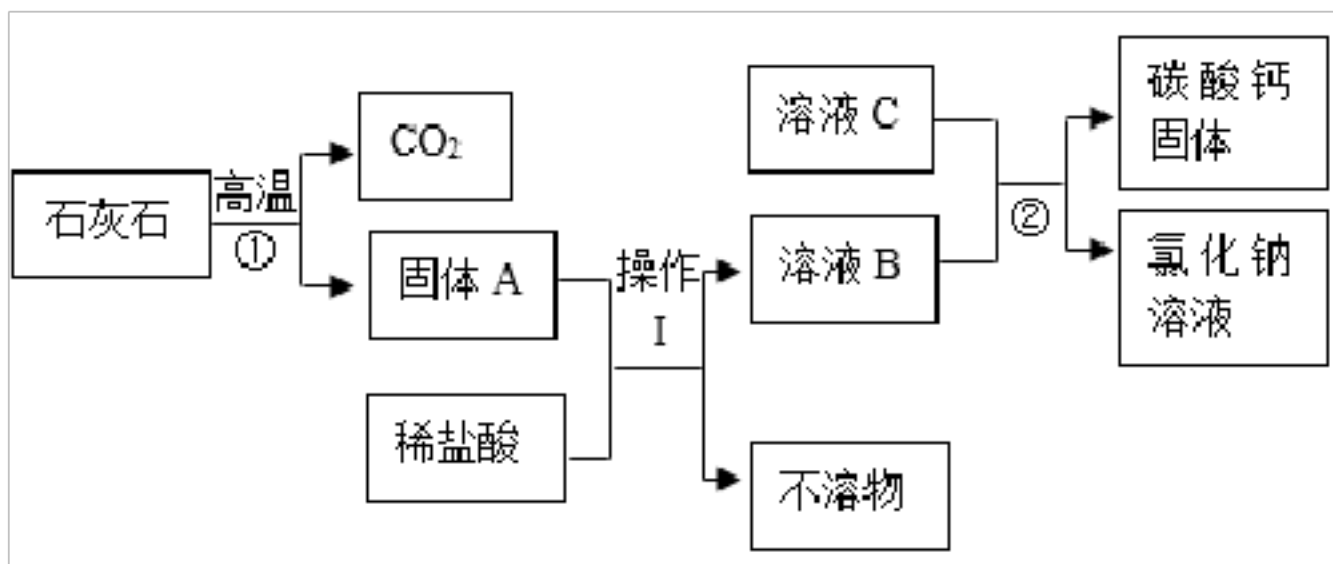 石灰石
高温
①
CO₂
固体 A
稀盐酸
操作
I
溶液 C
溶液 B
不溶物
②
碳酸钙
固体
氯化钠
溶液